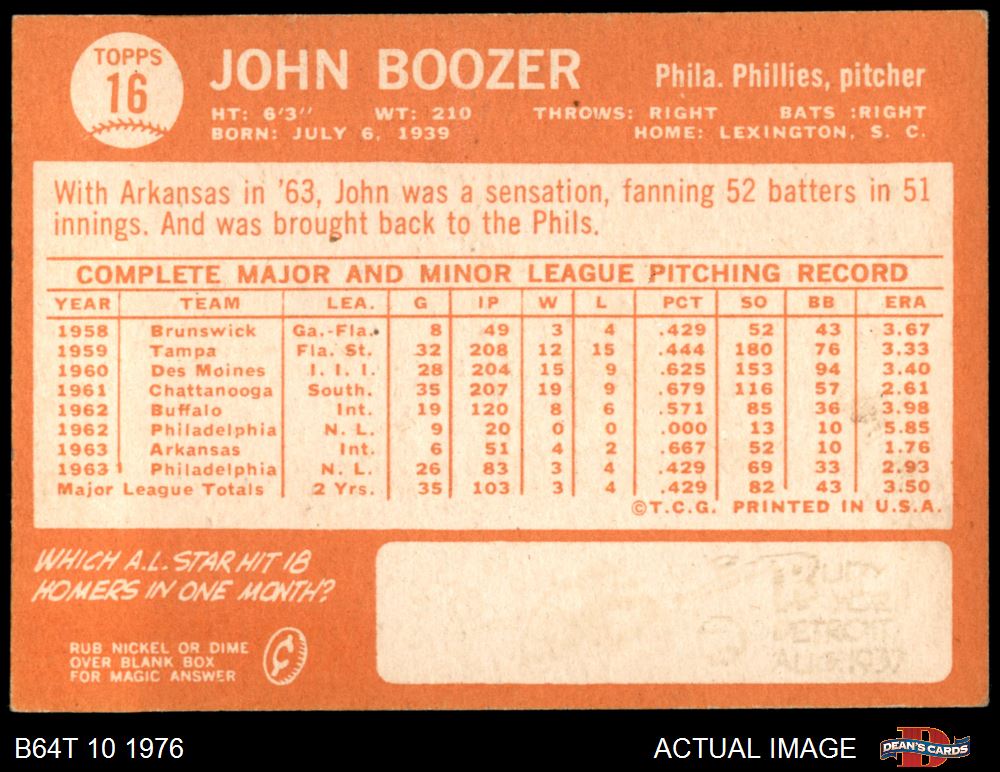 TOPPS
16
JOHN BOOZER
Phila. Phillies, pitcher
HT: 6'3" WT: 210 THROWS: RIGHT BATS :RIGHT
BORN: JULY 6, 1939 HOME: LEXINGTON, S. C.
With Arkansas in '63, John was a sensation, fanning 52 batters in 51
innings. And was brought back to the Phils.
COMPLETE MAJOR AND MINOR LEAGUE PITCHING RECORD
YEAR TEAM LEA. G IP W L PCT SO BB ERA
1958 Brunswick Ga.-Fla. 8 49 3 4 .429 52 43 3.67
1959 Tampa Fla. St. 32 208 12 15 .444 180 76 3.33
1960 Des Moines I. I. I. 28 204 15 9 .625 153 94 3.40
1961 Chattanooga South. 35 207 19 9 .679 116 57 2.61
1962 Buffalo Int. 19 120 8 6 .571 85 36 3.98
1962 Philadelphia N. L. 9 20 0 0 .000 13 10 5.85
1963 Arkansas Int. 6 51 4 2 .667 52 10 1.76
1963 Philadelphia N. L. 26 83 3 4 .429 69 33 2.93
Major League Totals 2 Yrs. 35 103 3 4 .429 82 43 3.50
©T.C.G. PRINTED IN U.S.A.
WHICH A.L. STAR HIT 18
HOMERS IN ONE MONTH?
RUB NICKEL OR DIME
OVER BLANK BOX
FOR MAGIC ANSWER
RUDY
DETROIT
AUG. 1937
B64T 10 1976
ACTUAL IMAGE
DEAN'S CARDS